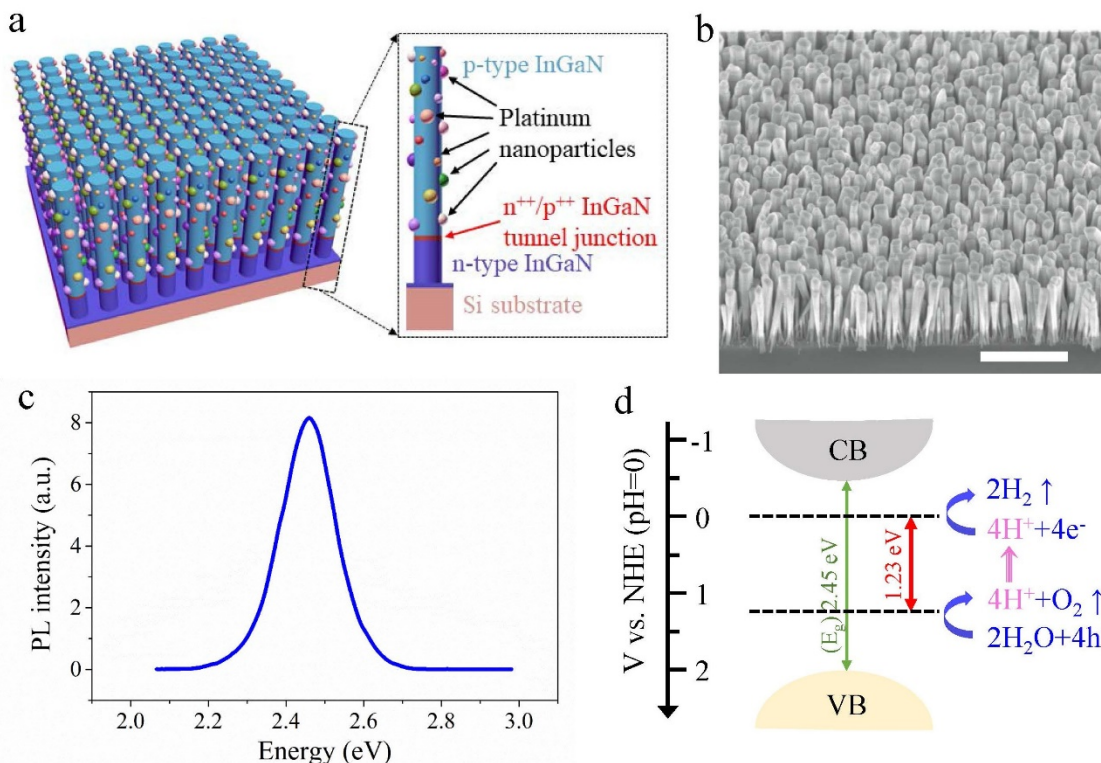 a
p-type InGaN
Platinum
nanoparticles
n⁺⁺/p⁺⁺ InGaN
tunnel junction
n-type InGaN
Si substrate
b
c
PL intensity (a.u.)
8
6
4
2
0
2.0 2.2 2.4 2.6 2.8 3.0
Energy (eV)
d
V vs. NHE (pH=0)
-1
0
1
2
CB
(E_g) 2.45 eV
1.23 eV
VB
2H₂ ↑
4H⁺+4e⁻
4H⁺+O₂ ↑
2H₂O+4h